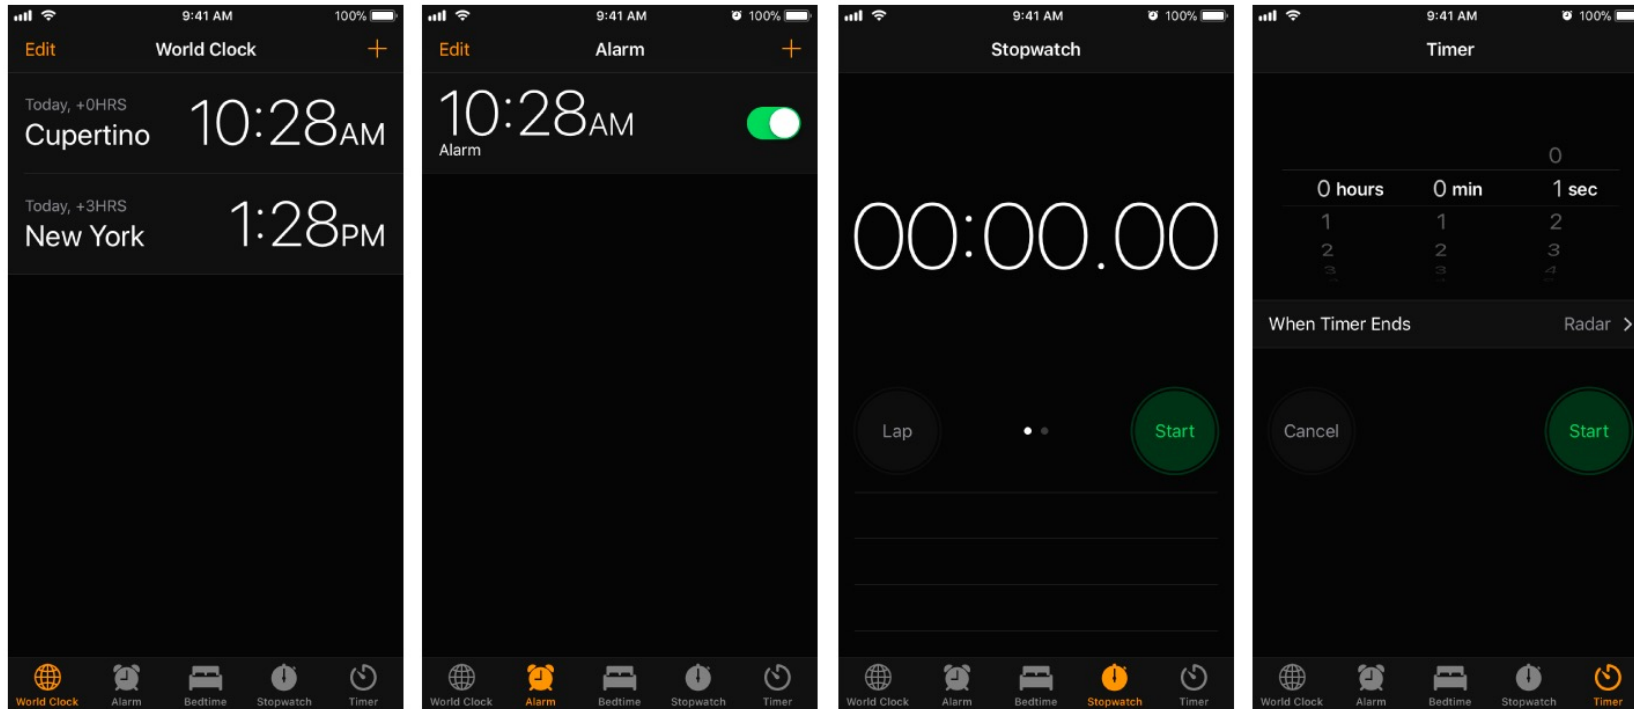 9:41 AM 100%
Edit World Clock +
Today, +0HRS
Cupertino 10:28AM
Today, +3HRS
New York 1:28PM
World Clock Alarm Bedtime Stopwatch Timer
9:41 AM 100%
Edit Alarm +
10:28AM
Alarm
World Clock Alarm Bedtime Stopwatch Timer
9:41 AM 100%
Stopwatch
00:00.00
Lap Start
World Clock Alarm Bedtime Stopwatch Timer
9:41 AM 100%
Timer
0
0 hours 0 min 1 sec
1 1 2
2 2 3
3 3 4
When Timer Ends Radar >
Cancel Start
World Clock Alarm Bedtime Stopwatch Timer